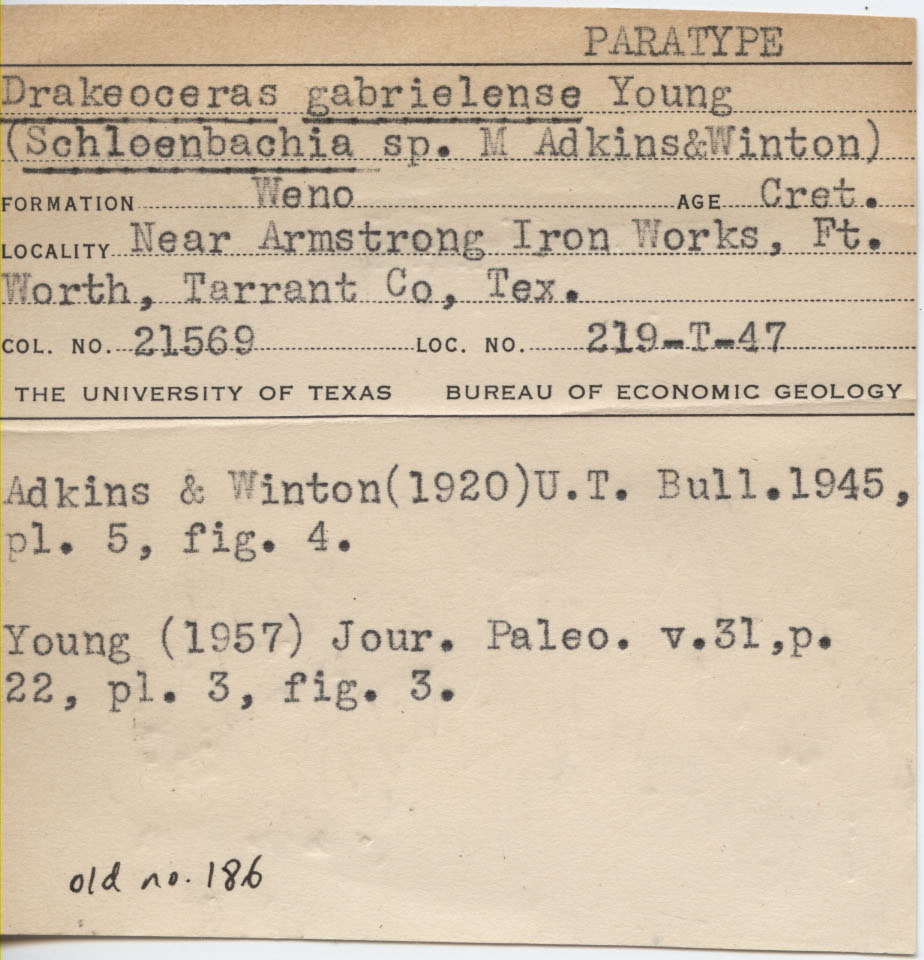 PARATYPE
Drakeoceras gabrielense Young
(Schloenbachia sp. M Adkins&Winton)
FORMATION Weno AGE Cret.
LOCALITY Near Armstrong Iron Works, Ft.
Worth, Tarrant Co, Tex.
COL. NO. 21569 LOC. NO. 219-T-47
THE UNIVERSITY OF TEXAS BUREAU OF ECONOMIC GEOLOGY
Adkins & Winton(1920)U.T. Bull.1945,
pl. 5, fig. 4.
Young (1957) Jour. Paleo. v.31,p.
22, pl. 3, fig. 3.
old no. 186